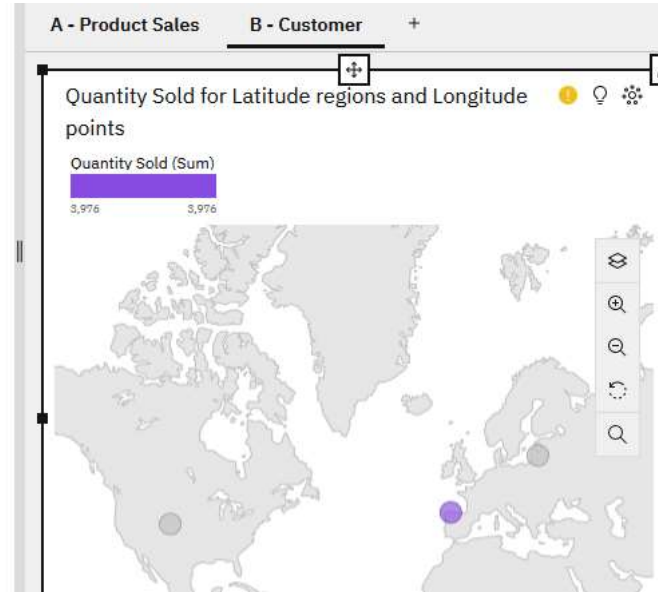 A - Product Sales B - Customer +
Quantity Sold for Latitude regions and Longitude
points
Quantity Sold (Sum)
3,976 3,976